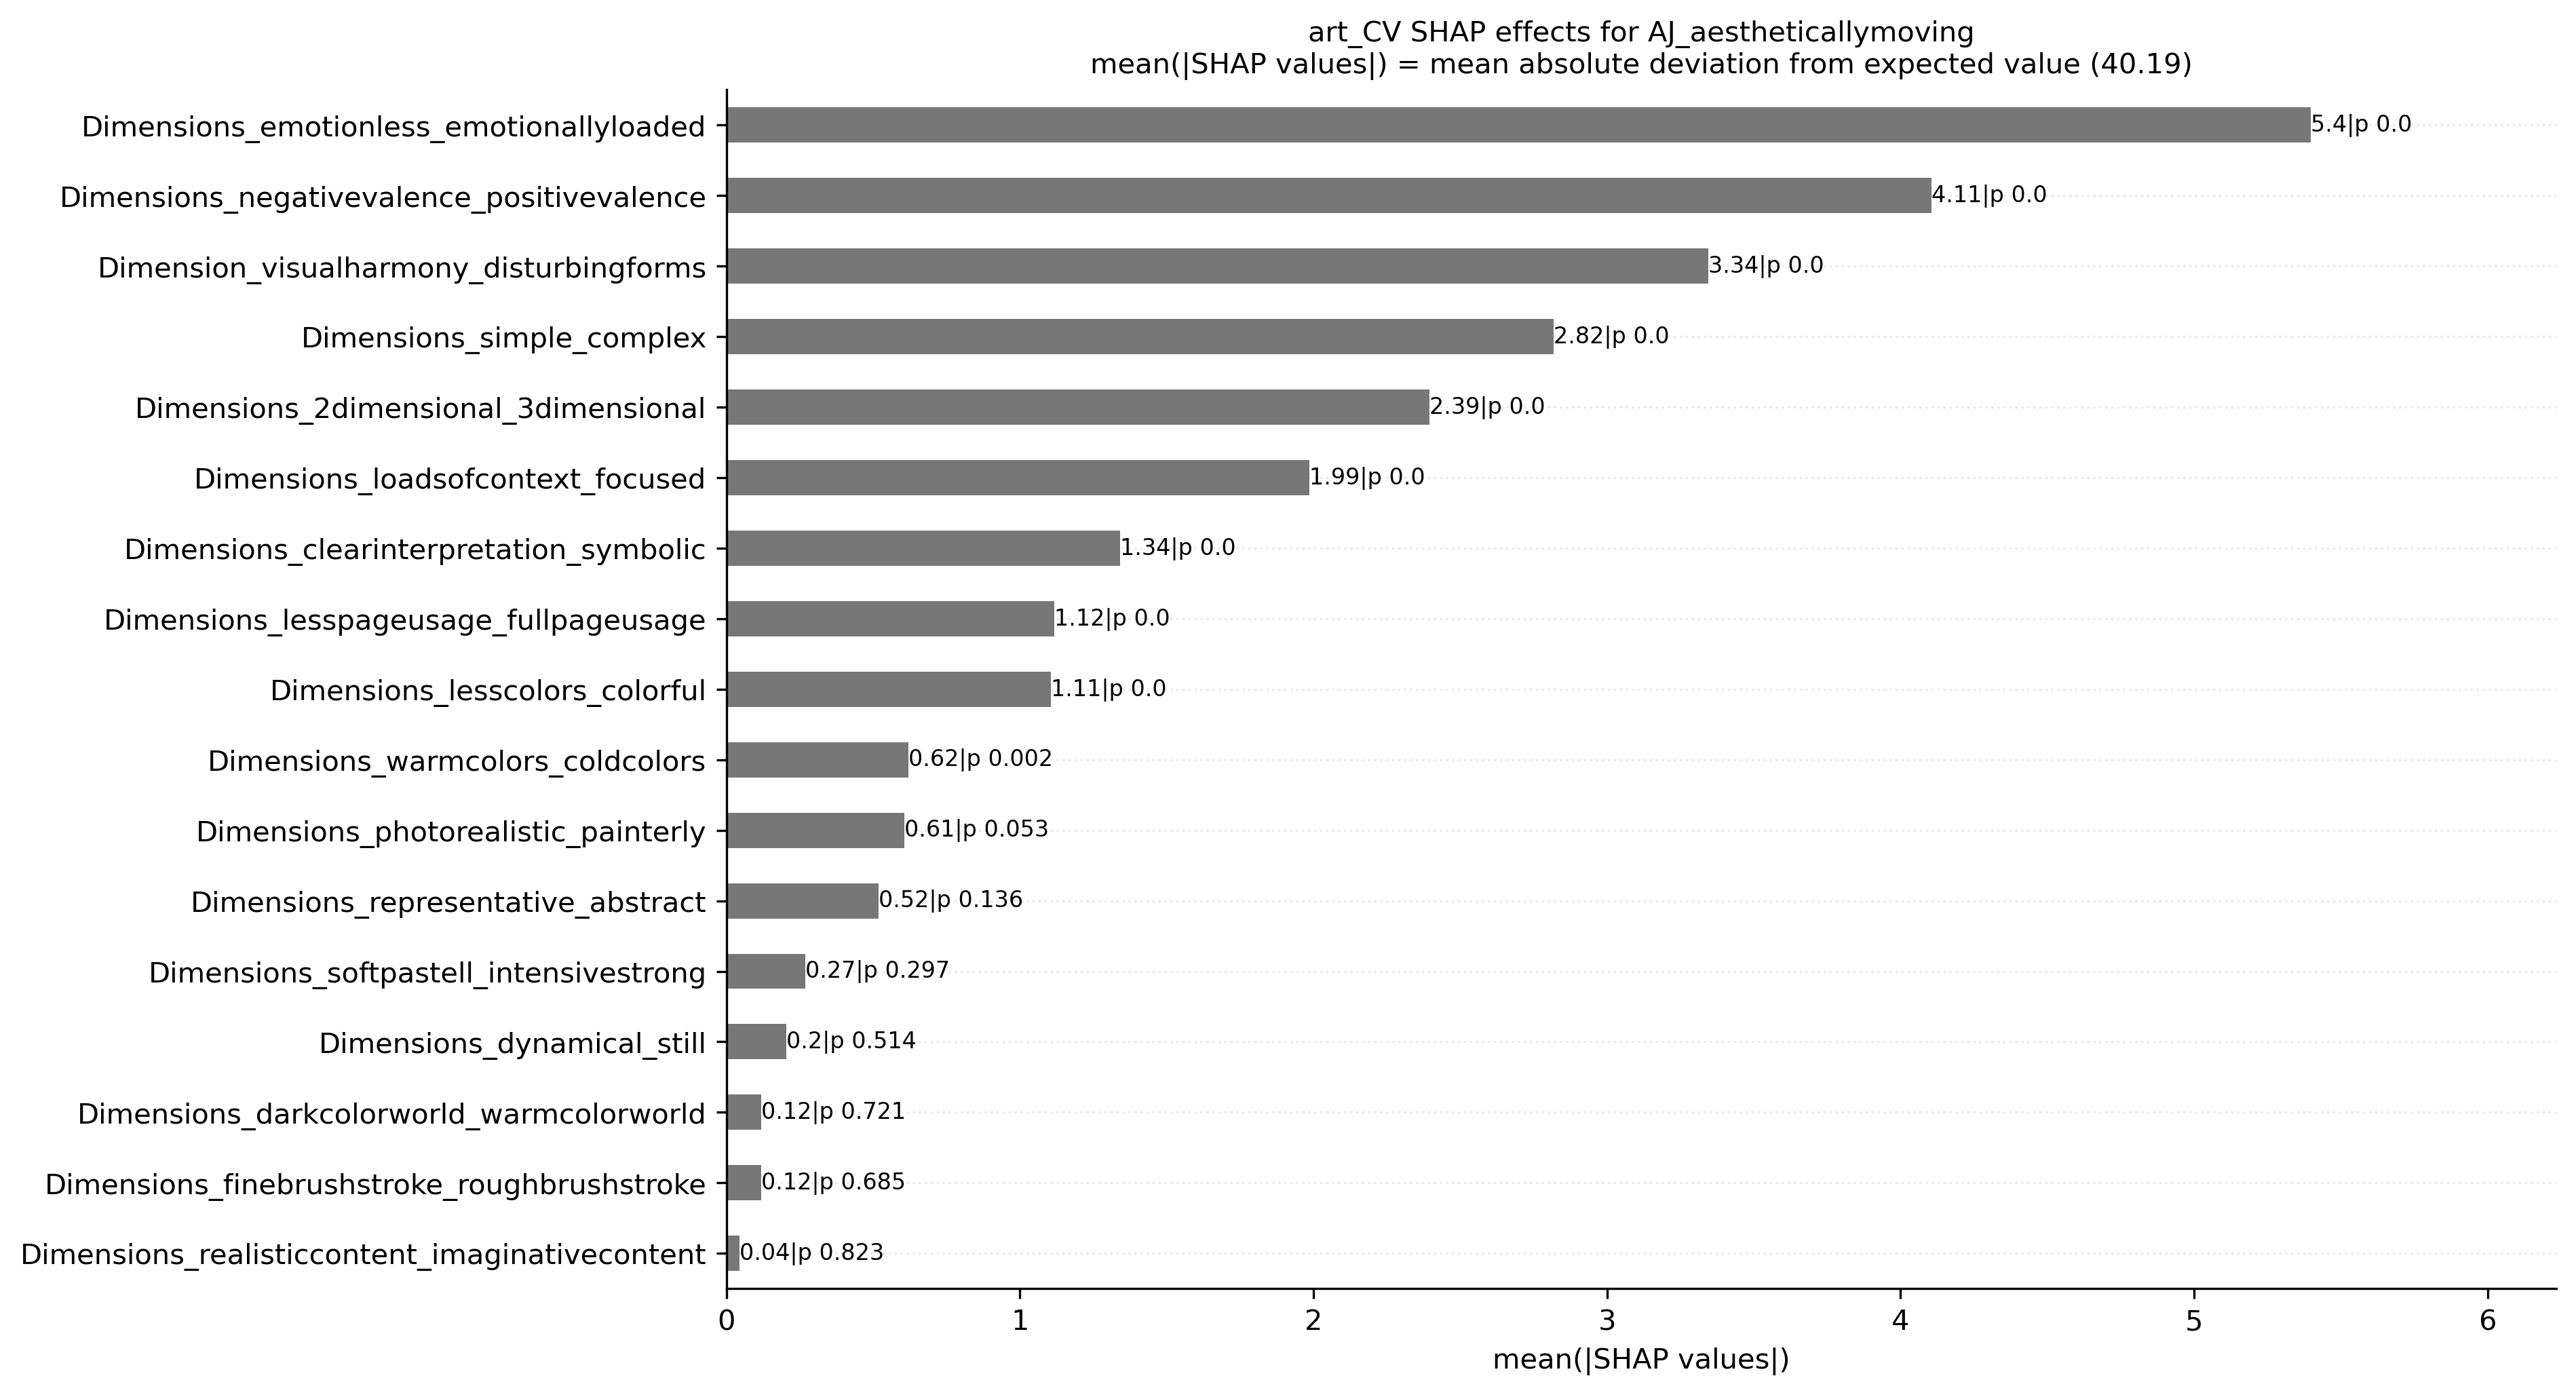 art_CV SHAP effects for AJ_aestheticallymoving
mean(|SHAP values|) = mean absolute deviation from expected value (40.19)
Dimensions_emotionless_emotionallyloaded 5.4|p 0.0
Dimensions_negativevalence_positivevalence 4.11|p 0.0
Dimension_visualharmony_disturbingforms 3.34|p 0.0
Dimensions_simple_complex 2.82|p 0.0
Dimensions_2dimensional_3dimensional 2.39|p 0.0
Dimensions_loadsofcontext_focused 1.99|p 0.0
Dimensions_clearinterpretation_symbolic 1.34|p 0.0
Dimensions_lesspageusage_fullpageusage 1.12|p 0.0
Dimensions_lesscolors_colorful 1.11|p 0.0
Dimensions_warmcolors_coldcolors 0.62|p 0.002
Dimensions_photorealistic_painterly 0.61|p 0.053
Dimensions_representative_abstract 0.52|p 0.136
Dimensions_softpastell_intensivestrong 0.27|p 0.297
Dimensions_dynamical_still 0.2|p 0.514
Dimensions_darkcolorworld_warmcolorworld 0.12|p 0.721
Dimensions_finebrushstroke_roughbrushstroke 0.12|p 0.685
Dimensions_realisticcontent_imaginativecontent 0.04|p 0.823
0 1 2 3 4 5 6
mean(|SHAP values|)